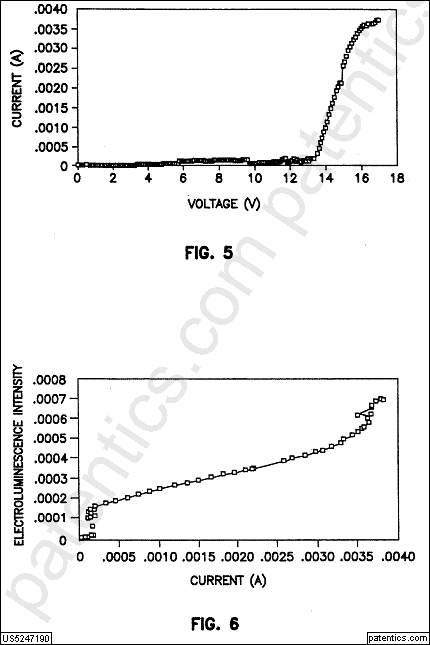 .0040
.0035
.0030
.0025
.0020
.0015
.0010
.0005
0
CURRENT (A)
0 2 4 6 8 10 12 14 16 18
VOLTAGE (V)
FIG. 5
.0008
.0007
.0006
.0005
.0004
.0003
.0002
.0001
0
ELECTROLUMINESCENCE INTENSITY
0 .0005 .0010 .0015 .0020 .0025 .0030 .0035 .0040
CURRENT (A)
FIG. 6
patentics.com patentics.
US5247190
patentics.com